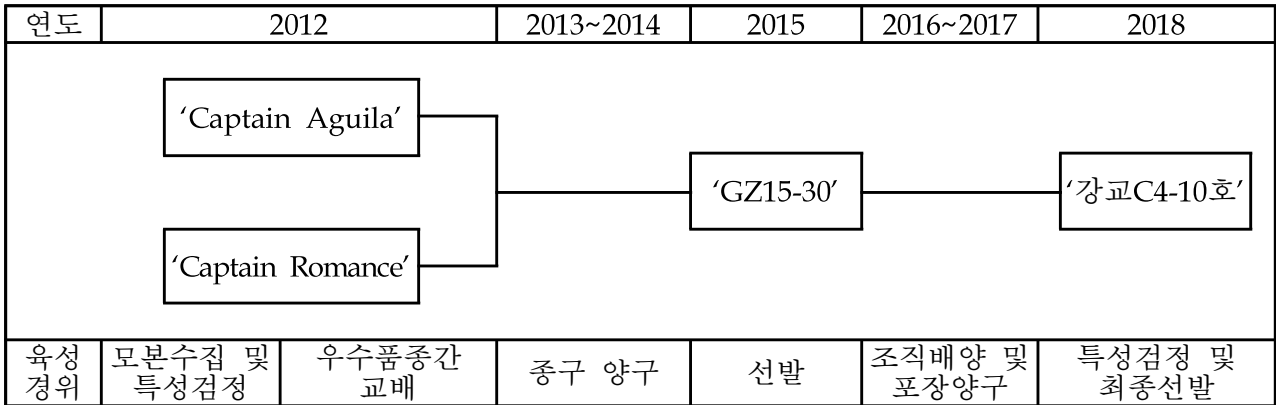 연도 2012 2013~2014 2015 2016~2017 2018
‘Captain Aguila’
‘GZ15-30’ ‘강교C4-10호’
‘Captain Romance’
육성 경위 모본수집 및 특성검정 우수품종간 교배 종구 양구 선발 조직배양 및 포장양구 특성검정 및 최종선발